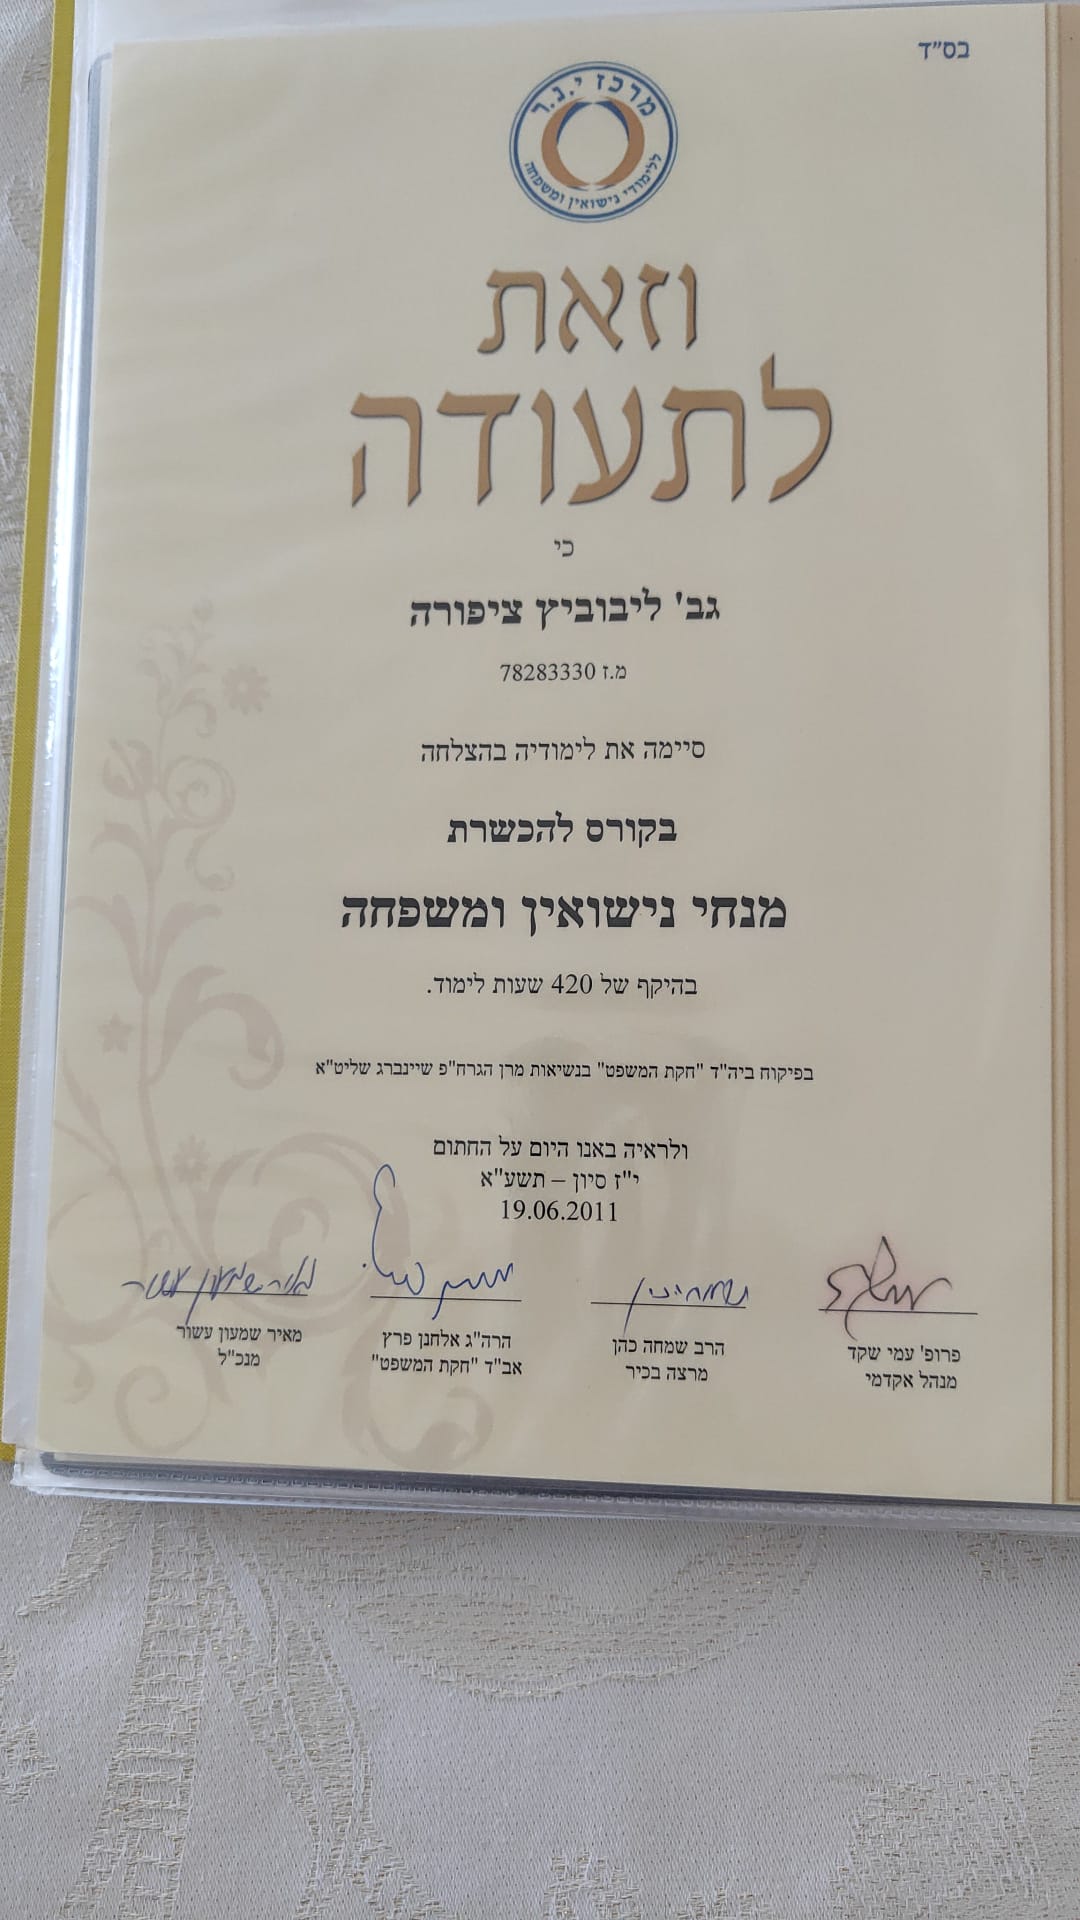 בס״ד
מרכז י.נ.ר
ללימודי נישואין ומשפחה
וזאת
לתעודה
כי
גב' ליבוביץ ציפורה
מ.ז 78283330
סיימה את לימודיה בהצלחה
בקורס להכשרת
מנחי נישואין ומשפחה
בהיקף של 420 שעות לימוד.
בפיקוח ביה"ד "חקת המשפט" בנשיאות מרן הגרח"פ שיינברג שליט"א
ולראיה באנו היום על החתום
י"ז סיון – תשע"א
19.06.2011
פרופ' עמי שקד
מנהל אקדמי
הרב שמחה כהן
מרצה בכיר
הרה"ג אלחנן פרץ
אב"ד "חקת המשפט"
מאיר שמעון עשור
מנכ"ל